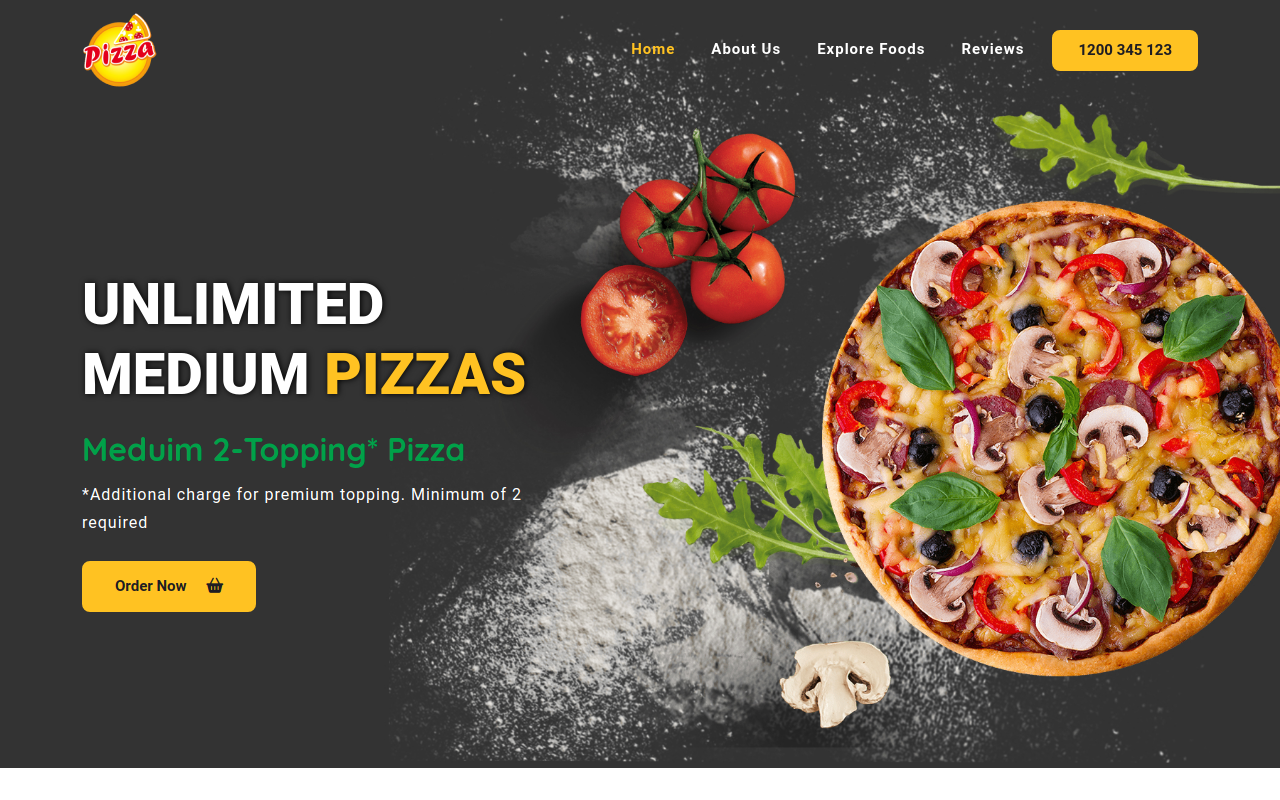 Pizza
Home About Us Explore Foods Reviews 1200 345 123
UNLIMITED
MEDIUM PIZZAS
Meduim 2-Topping* Pizza
*Additional charge for premium topping. Minimum of 2
required
Order Now